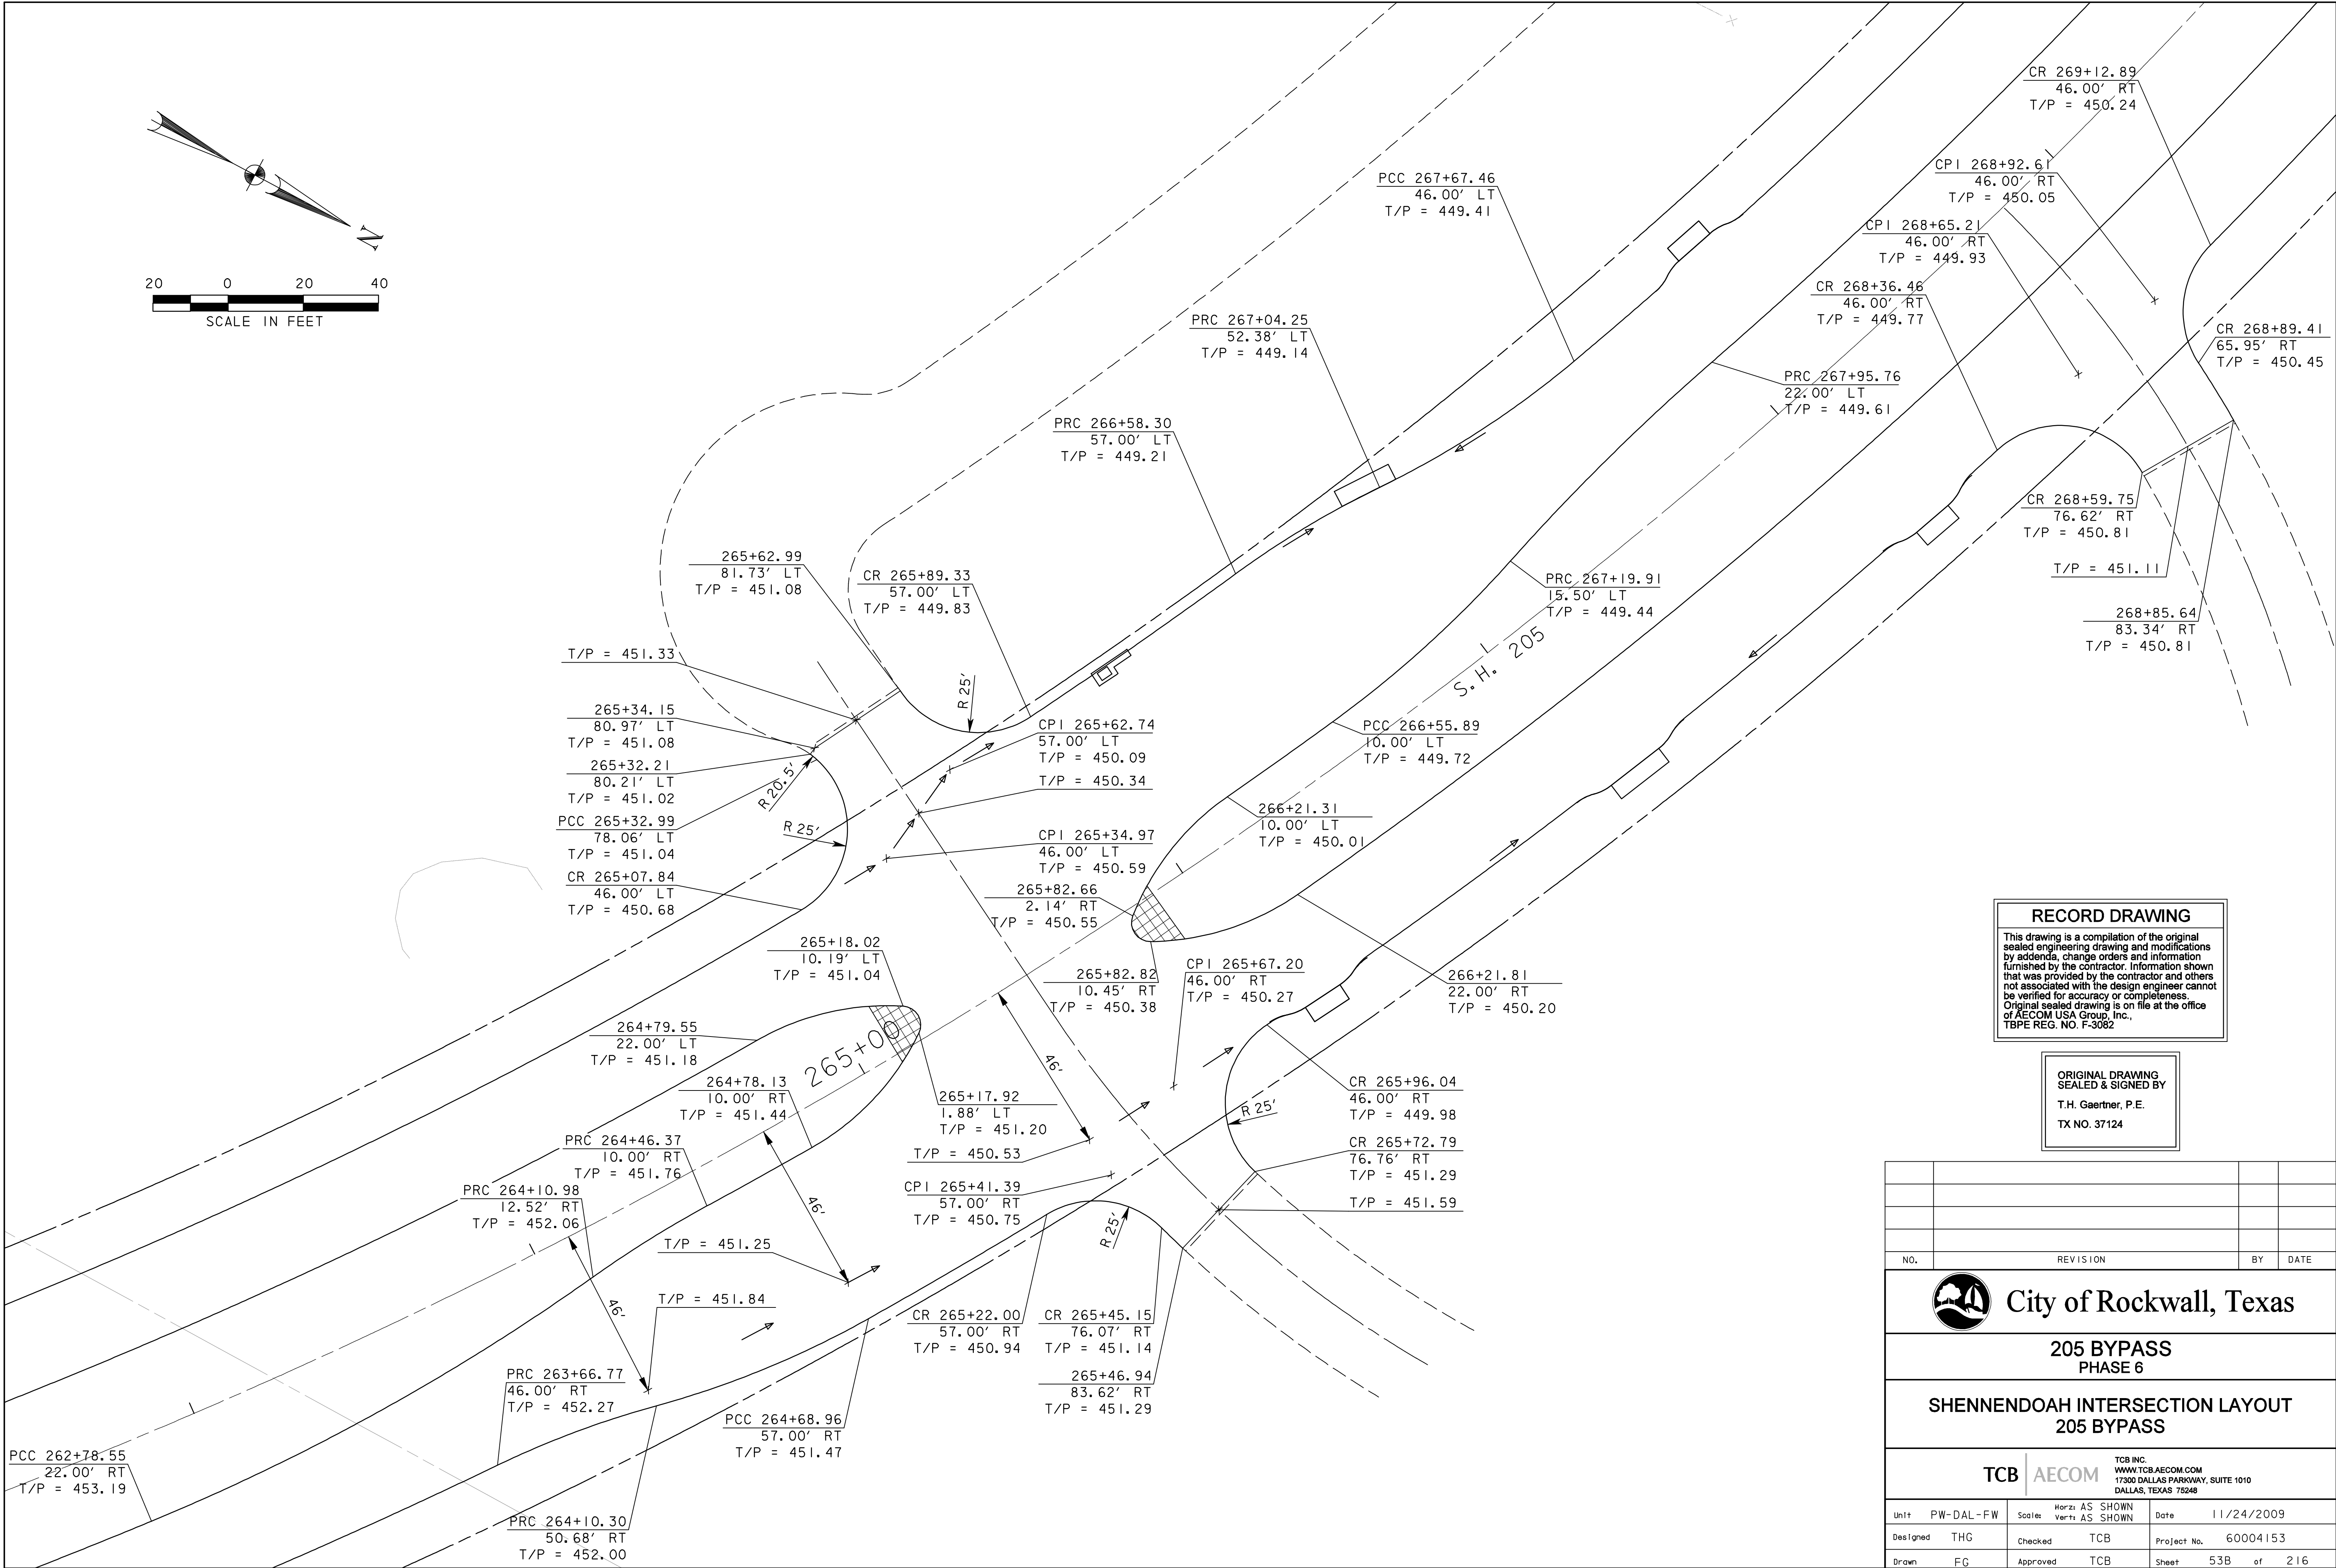 CR 269+12.89
46.00' RT
T/P = 450.24
CPI 268+92.61
46.00' RT
T/P = 450.05
PCC 267+67.46
46.00' LT
T/P = 449.41
CPI 268+65.21
46.00' RT
T/P = 449.93
N
20 0 20 40
SCALE IN FEET
CR 268+36.46
46.00' RT
T/P = 449.77
PRC 267+04.25
52.38' LT
T/P = 449.14
CR 268+89.41
65.95' RT
T/P = 450.45
PRC 267+95.76
22.00' LT
T/P = 449.61
PRC 266+58.30
57.00' LT
T/P = 449.21
CR 268+59.75
76.62' RT
T/P = 450.81
T/P = 451.11
268+85.64
83.34' RT
T/P = 450.81
265+62.99
81.73' LT
T/P = 451.08
CR 265+89.33
57.00' LT
T/P = 449.83
PRC 267+19.91
15.50' LT
T/P = 449.44
S.H. 205
T/P = 451.33
R 25'
265+34.15
80.97' LT
T/P = 451.08
CPI 265+62.74
57.00' LT
T/P = 450.09
PCC 266+55.89
10.00' LT
T/P = 449.72
265+32.21
80.21' LT
T/P = 451.02
R 20.5'
T/P = 450.34
PCC 265+32.99
78.06' LT
T/P = 451.04
R 25'
CPI 265+34.97
46.00' LT
T/P = 450.59
266+21.31
10.00' LT
T/P = 450.01
CR 265+07.84
46.00' LT
T/P = 450.68
265+82.66
2.14' RT
T/P = 450.55
265+18.02
10.19' LT
T/P = 451.04
265+82.82
10.45' RT
T/P = 450.38
CPI 265+67.20
46.00' RT
T/P = 450.27
266+21.81
22.00' RT
T/P = 450.20
264+79.55
22.00' LT
T/P = 451.18
265+00
46'
264+78.13
10.00' RT
T/P = 451.44
265+17.92
1.88' LT
T/P = 451.20
R 25'
CR 265+96.04
46.00' RT
T/P = 449.98
PRC 264+46.37
10.00' RT
T/P = 451.76
T/P = 450.53
CR 265+72.79
76.76' RT
T/P = 451.29
PRC 264+10.98
12.52' RT
T/P = 452.06
46'
CPI 265+41.39
57.00' RT
T/P = 450.75
T/P = 451.59
R 25'
T/P = 451.25
46'
T/P = 451.84
CR 265+22.00
57.00' RT
T/P = 450.94
CR 265+45.15
76.07' RT
T/P = 451.14
PRC 263+66.77
46.00' RT
T/P = 452.27
265+46.94
83.62' RT
T/P = 451.29
PCC 264+68.96
57.00' RT
T/P = 451.47
PCC 262+78.55
22.00' RT
T/P = 453.19
PRC 264+10.30
50.68' RT
T/P = 452.00
RECORD DRAWING
This drawing is a compilation of the original
sealed engineering drawing and modifications
by addenda, change orders and information
furnished by the contractor. Information shown
that was provided by the contractor and others
not associated with the design engineer cannot
be verified for accuracy or completeness.
Original sealed drawing is on file at the office
of AECOM USA Group, Inc.,
TBPE REG. NO. F-3082
ORIGINAL DRAWING
SEALED & SIGNED BY
T.H. Gaertner, P.E.
TX NO. 37124
NO. REVISION BY DATE
City of Rockwall, Texas
205 BYPASS
PHASE 6
SHENNENDOAH INTERSECTION LAYOUT
205 BYPASS
TCB AECOM
TCB INC.
WWW.TCB.AECOM.COM
17300 DALLAS PARKWAY, SUITE 1010
DALLAS, TEXAS 75248
Unit PW-DAL-FW Scale: Horz: AS SHOWN Vert: AS SHOWN Date 11/24/2009
Designed THG Checked TCB Project No. 60004153
Drawn FG Approved TCB Sheet 53B of 216